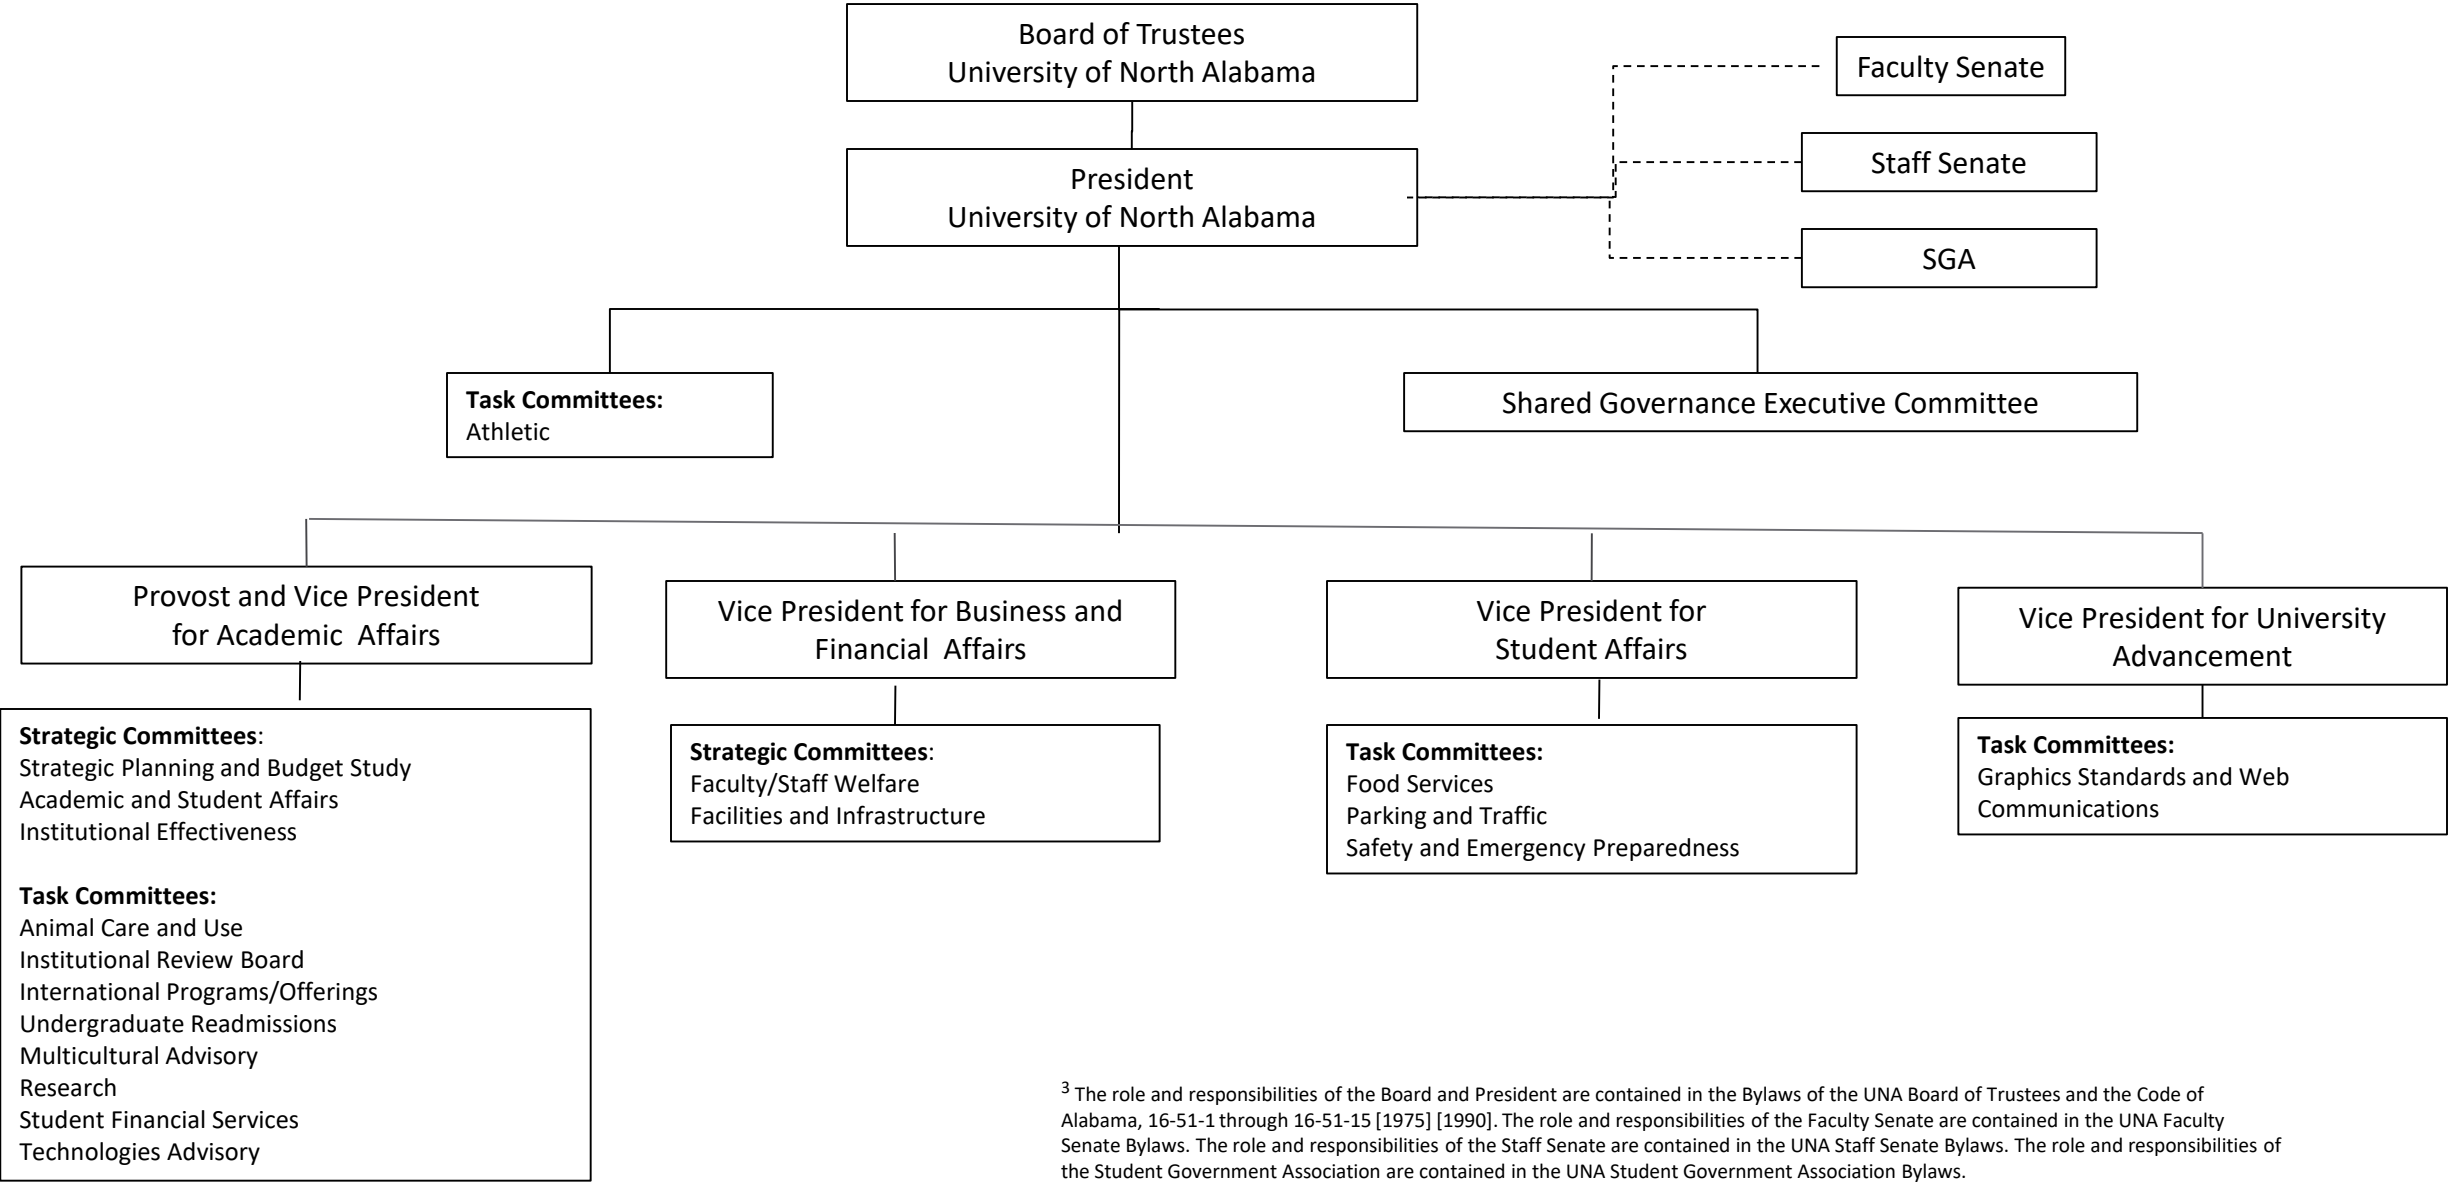 Board of Trustees
University of North Alabama
Faculty Senate
Staff Senate
President
University of North Alabama
SGA
Task Committees:
Athletic
Shared Governance Executive Committee
Provost and Vice President
for Academic Affairs
Vice President for Business and
Financial Affairs
Vice President for
Student Affairs
Vice President for University
Advancement
Strategic Committees:
Strategic Planning and Budget Study
Academic and Student Affairs
Institutional Effectiveness
Task Committees:
Animal Care and Use
Institutional Review Board
International Programs/Offerings
Undergraduate Readmissions
Multicultural Advisory
Research
Student Financial Services
Technologies Advisory
Strategic Committees:
Faculty/Staff Welfare
Facilities and Infrastructure
Task Committees:
Food Services
Parking and Traffic
Safety and Emergency Preparedness
Task Committees:
Graphics Standards and Web
Communications
3 The role and responsibilities of the Board and President are contained in the Bylaws of the UNA Board of Trustees and the Code of
Alabama, 16-51-1 through 16-51-15 [1975] [1990]. The role and responsibilities of the Faculty Senate are contained in the UNA Faculty
Senate Bylaws. The role and responsibilities of the Staff Senate are contained in the UNA Staff Senate Bylaws. The role and responsibilities of
the Student Government Association are contained in the UNA Student Government Association Bylaws.